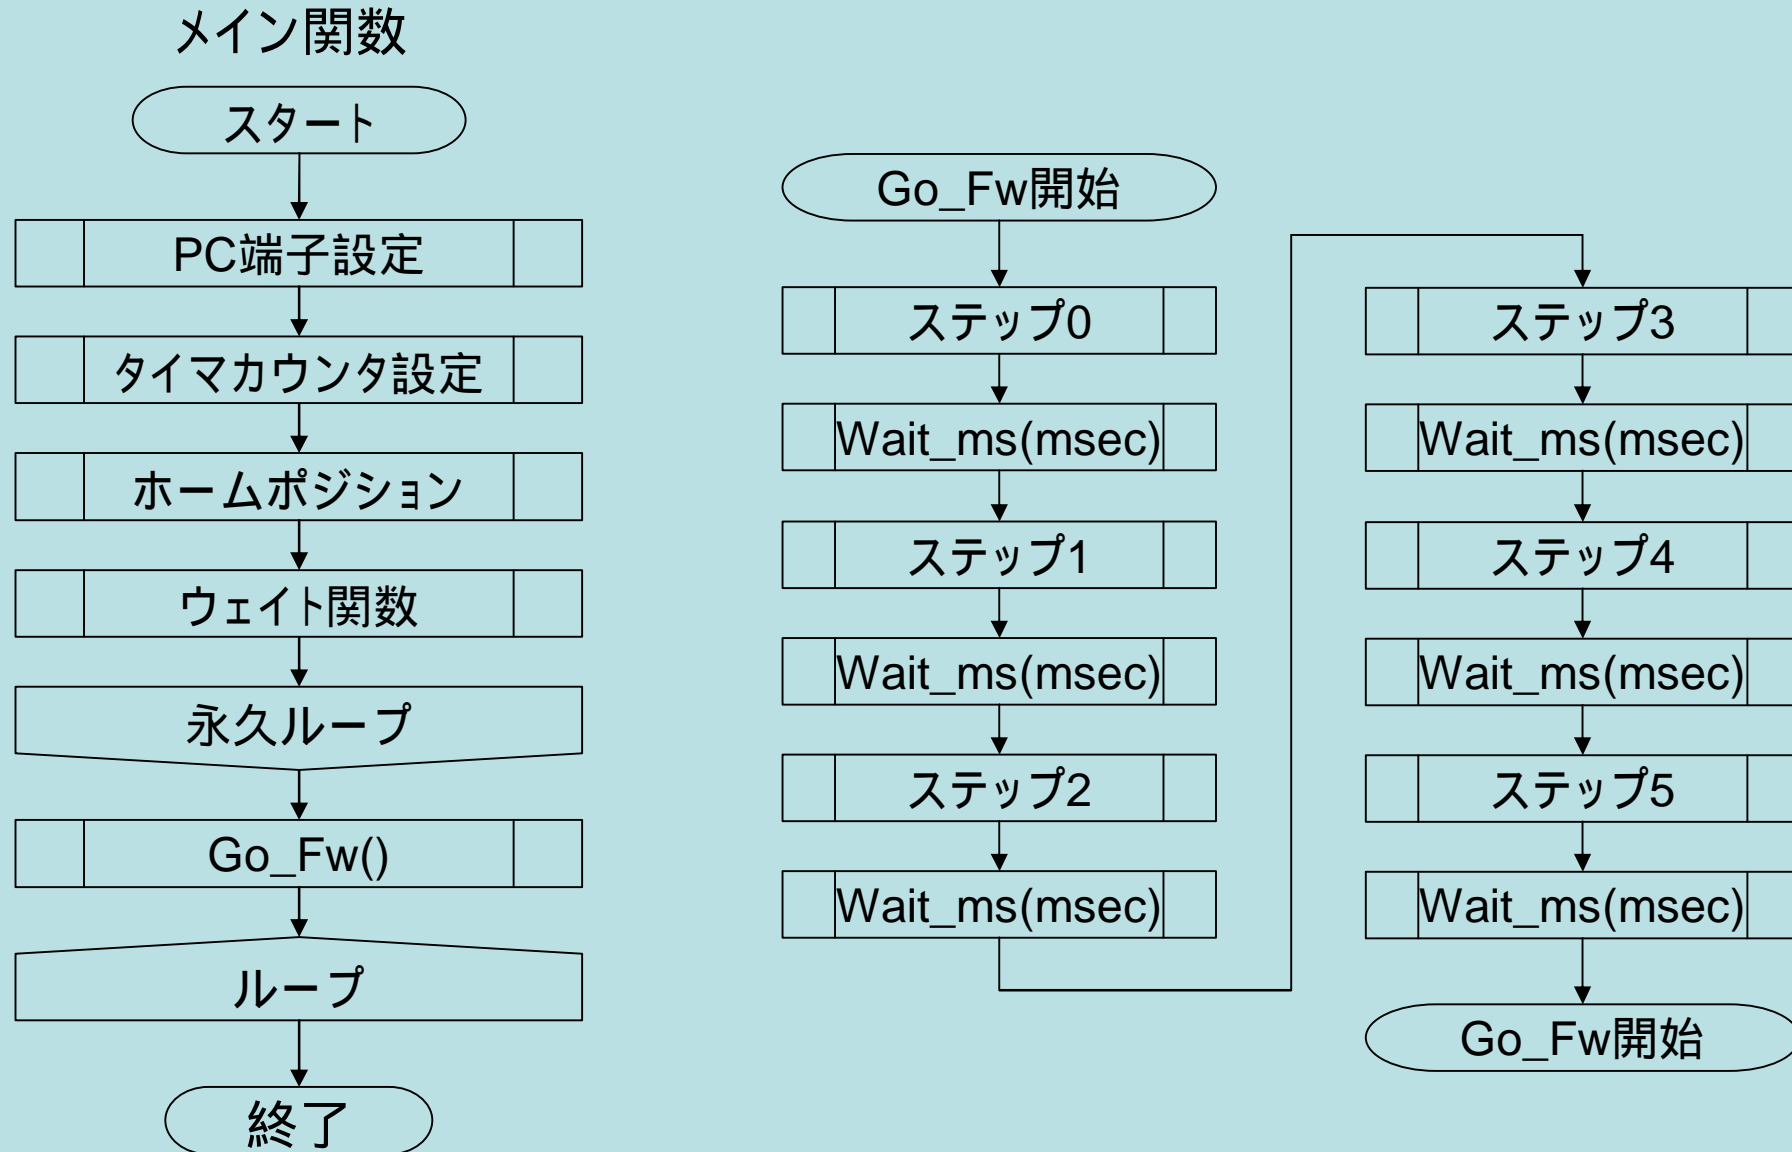 メイン関数
スタート
PC端子設定
タイマカウンタ設定
ホームポジション
ウェイト関数
永久ループ
Go_Fw()
ループ
終了
Go_Fw開始
ステップ0
Wait_ms(msec)
ステップ1
Wait_ms(msec)
ステップ2
Wait_ms(msec)
ステップ3
Wait_ms(msec)
ステップ4
Wait_ms(msec)
ステップ5
Wait_ms(msec)
Go_Fw開始